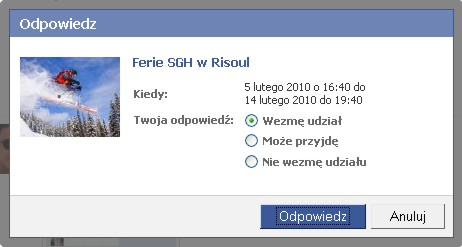 Odpowiedz
Ferie SGH w Risoul
Kiedy: 5 lutego 2010 o 16:40 do
14 lutego 2010 do 19:40
Twoja odpowiedź: Wezmę udział
Może przyjdę
Nie wezmę udziału
Odpowiedz Anuluj